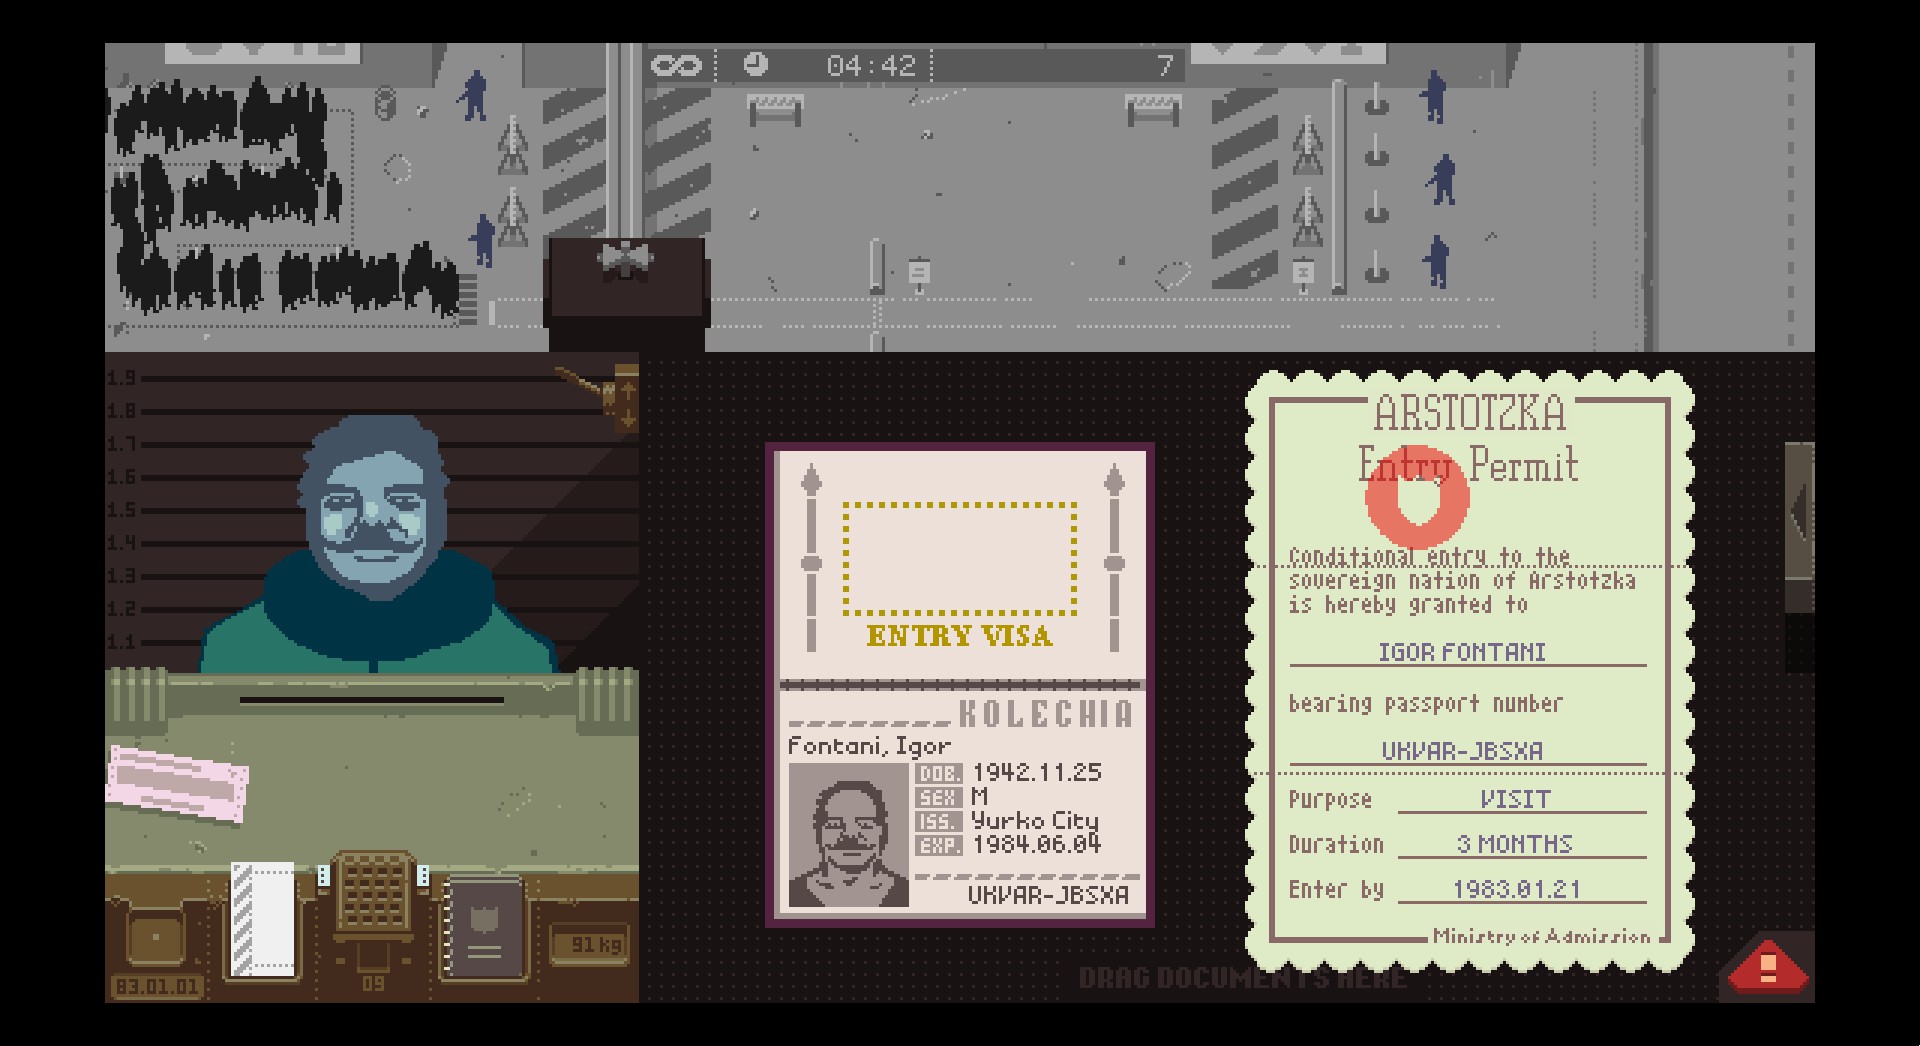 04:42
7
1.9
1.8
1.7
1.6
1.5
1.4
1.3
1.2
1.1
ENTRY VISA
KOLECHIA
Fontani, Igor
DOB. 1942.11.25
SEX M
ISS. Yurko City
EXP. 1984.06.04
UKVAR-JBSXA
ARSTOTZKA
Entry Permit
Conditional entry to the
sovereign nation of Arstotzka
is hereby granted to
IGOR FONTANI
bearing passport number
UKVAR-JBSXA
Purpose VISIT
Duration 3 MONTHS
Enter by 1983.01.21
Ministry of Admission
83.01.01
09
91kg
DRAG DOCUMENTS HERE